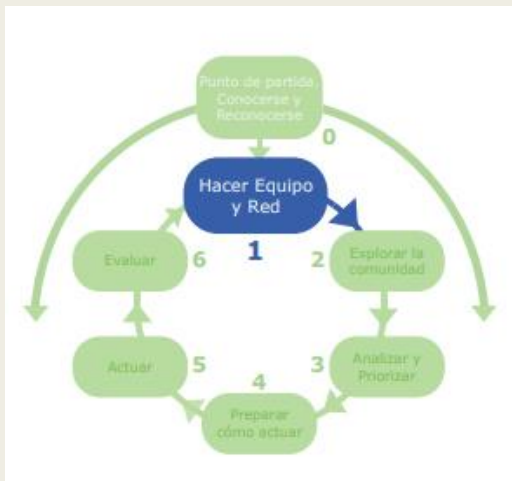 Punto de partida.
Conocerse y
Reconocerse
0
Hacer Equipo
y Red
1
Evaluar
6
2
Explorar la
comunidad
Actuar
5
3
Analizar y
Priorizar
4
Preparar
cómo actuar